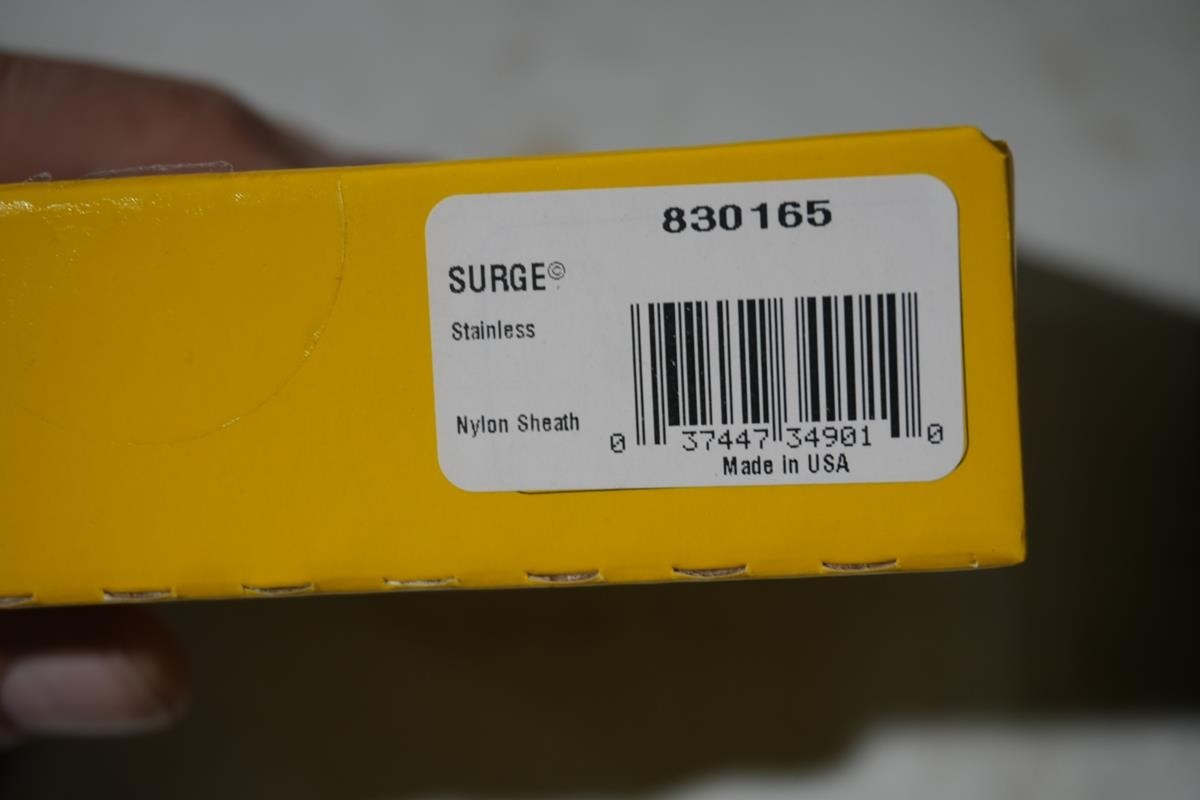 830165
SURGE©
Stainless
Nylon Sheath
0 37447 34901 0
Made in USA